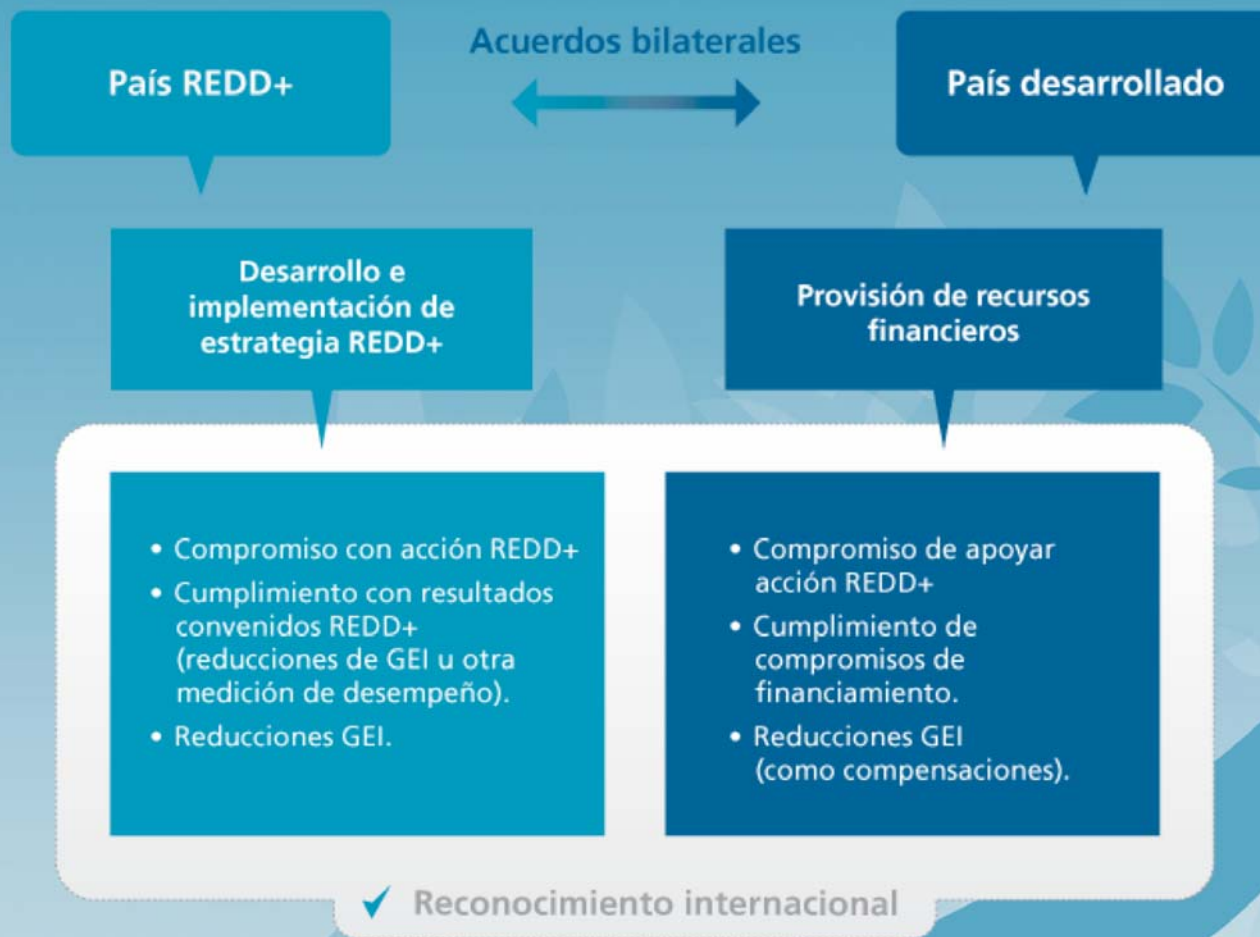 Acuerdos bilaterales
País REDD+
País desarrollado
Desarrollo e
implementación de
estrategia REDD+
Provisión de recursos
financieros
• Compromiso con acción REDD+
• Cumplimiento con resultados
convenidos REDD+
(reducciones de GEI u otra
medición de desempeño).
• Reducciones GEI.
• Compromiso de apoyar
acción REDD+
• Cumplimiento de
compromisos de
financiamiento.
• Reducciones GEI
(como compensaciones).
✓ Reconocimiento internacional